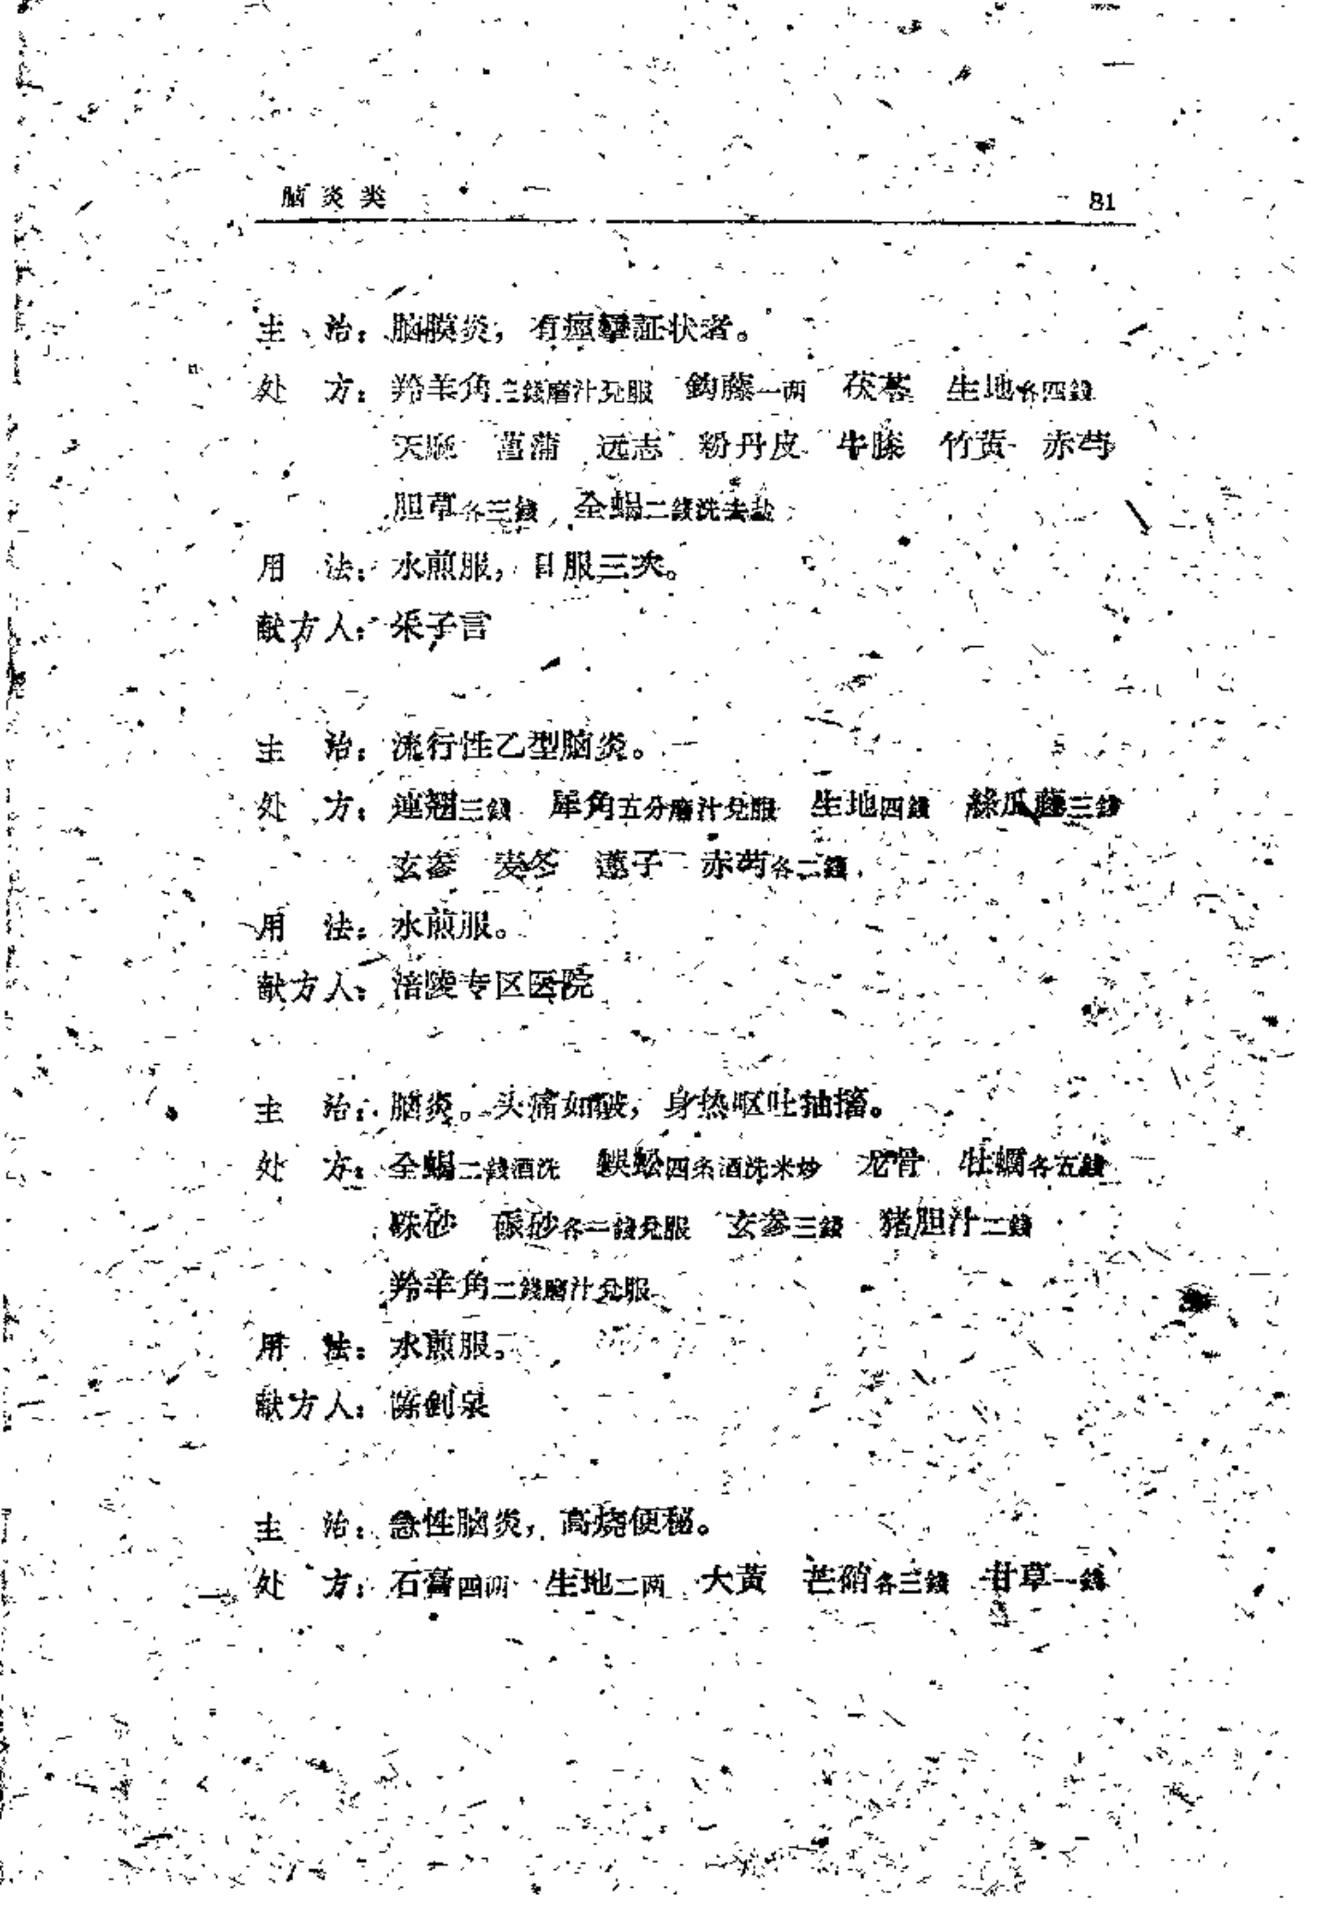 脑炎类 81
主 治：脑膜炎，有痙攣証状者。
处 方：羚羊角三錢磨汁兌服 鈎藤一两 茯苓 生地各四錢
天麻 菖蒲 远志 粉丹皮 牛膝 竹黄 赤芍
胆草各三錢 全蝎二錢洗去盐
用 法：水煎服，日服三次。
献方人：子言
主 治：流行性乙型脑炎。
处 方：連翘三錢 犀角五分磨汁兌服 生地四錢 絲瓜藤三錢
玄参 麦冬 蓮子 赤芍各二錢
用 法：水煎服。
献方人：涪陵专区医院
主 治：脑炎。头痛如破，身热呕吐抽搐。
处 方：全蝎二錢酒洗 蜈蚣四条酒洗米炒 龙骨 牡蠣各五錢
硃砂 硼砂各一錢兌服 玄参三錢 猪胆汁二錢
羚羊角二錢磨汁兌服
用 法：水煎服。
献方人：陈剑泉
主 治：急性脑炎，高烧便秘。
处 方：石膏四两 生地二两 大黄 芒硝各三錢 甘草一錢